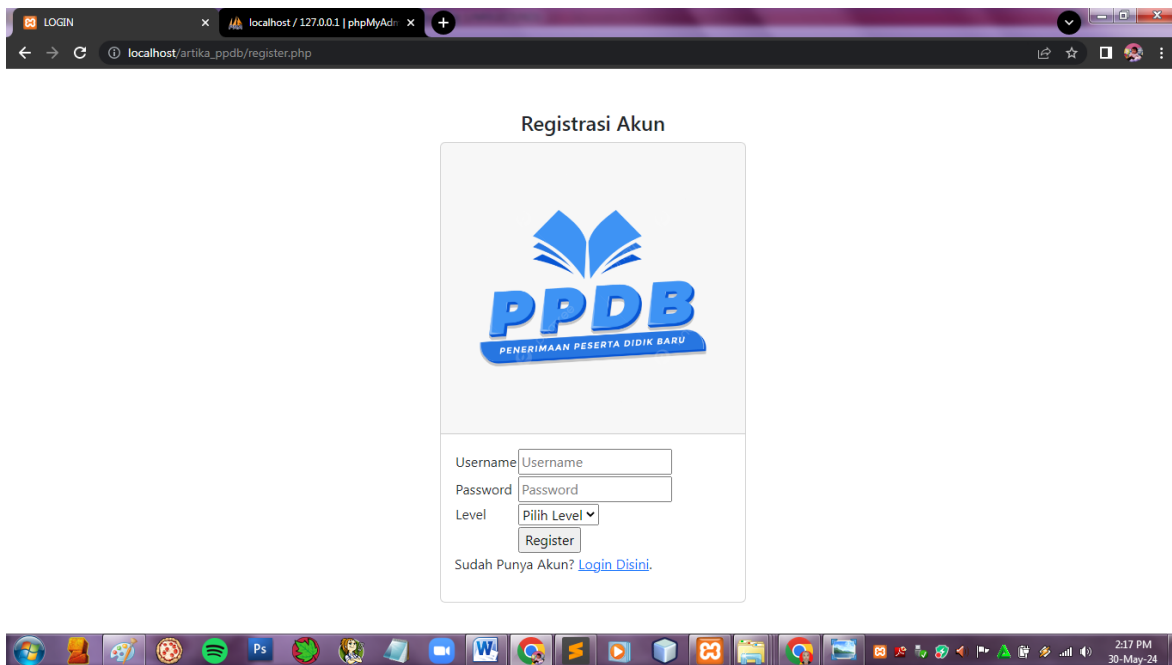 LOGIN
localhost / 127.0.0.1 | phpMyAdm
localhost/artika_ppdb/register.php
Registrasi Akun
PPDB
PENERIMAAN PESERTA DIDIK BARU
Username Username
Password Password
Level Pilih Level
Register
Sudah Punya Akun? Login Disini.
Ps
W
2:17 PM
30-May-24